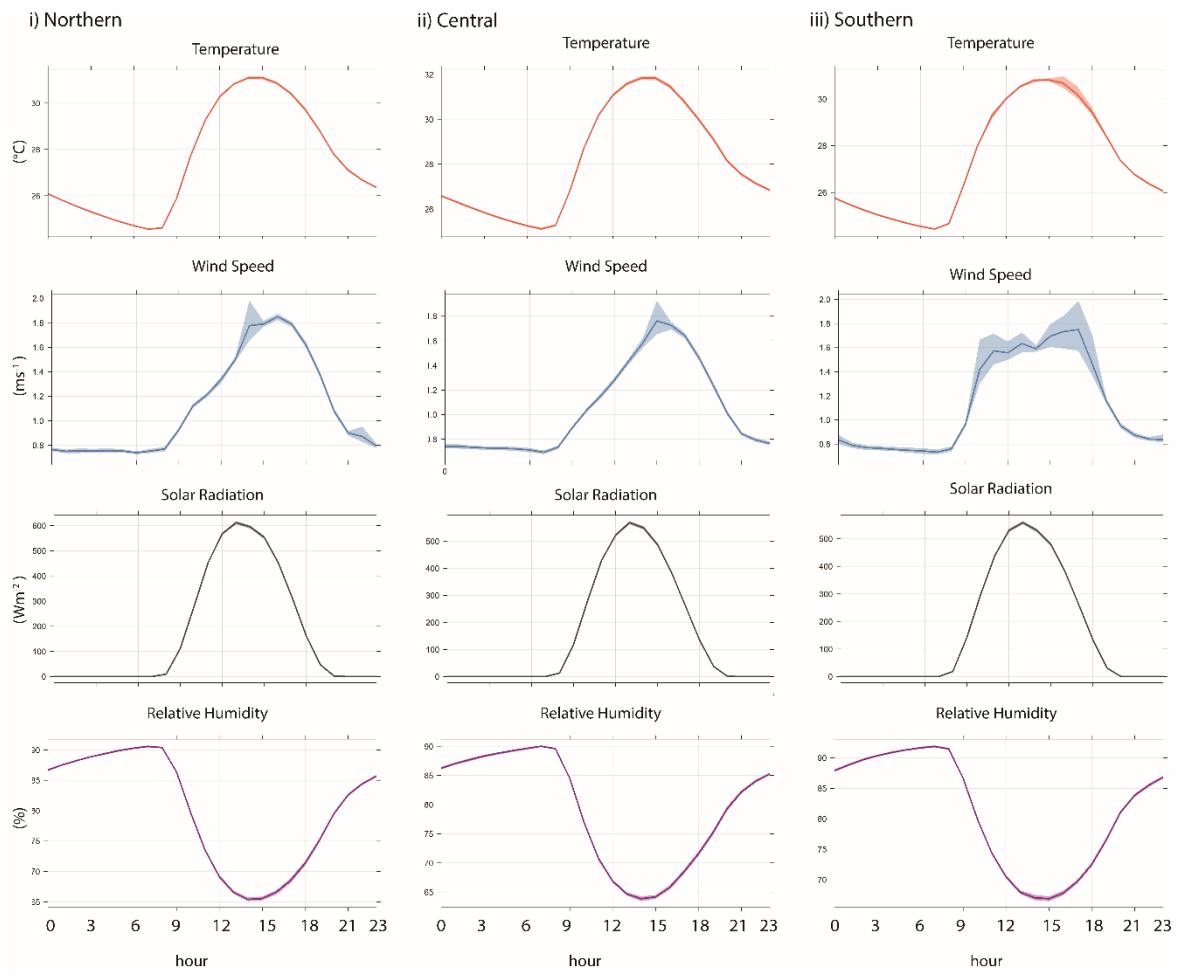 i) Northern
ii) Central
iii) Southern
Temperature
Temperature
Temperature
(°C)
30
28
26
32
30
28
26
30
28
26
Wind Speed
Wind Speed
Wind Speed
(ms-1)
2.0
1.8
1.6
1.4
1.2
1.0
0.8
1.8
1.6
1.4
1.2
1.0
0.8
0
2.0
1.8
1.6
1.4
1.2
1.0
0.8
Solar Radiation
Solar Radiation
Solar Radiation
(Wm-2)
600
500
400
300
200
100
0
500
400
300
200
100
0
500
400
300
200
100
0
Relative Humidity
Relative Humidity
Relative Humidity
(%)
90
85
80
75
70
65
90
85
80
75
70
65
90
85
80
75
70
0 3 6 9 12 15 18 21 23
0 3 6 9 12 15 18 21 23
0 3 6 9 12 15 18 21 23
hour
hour
hour